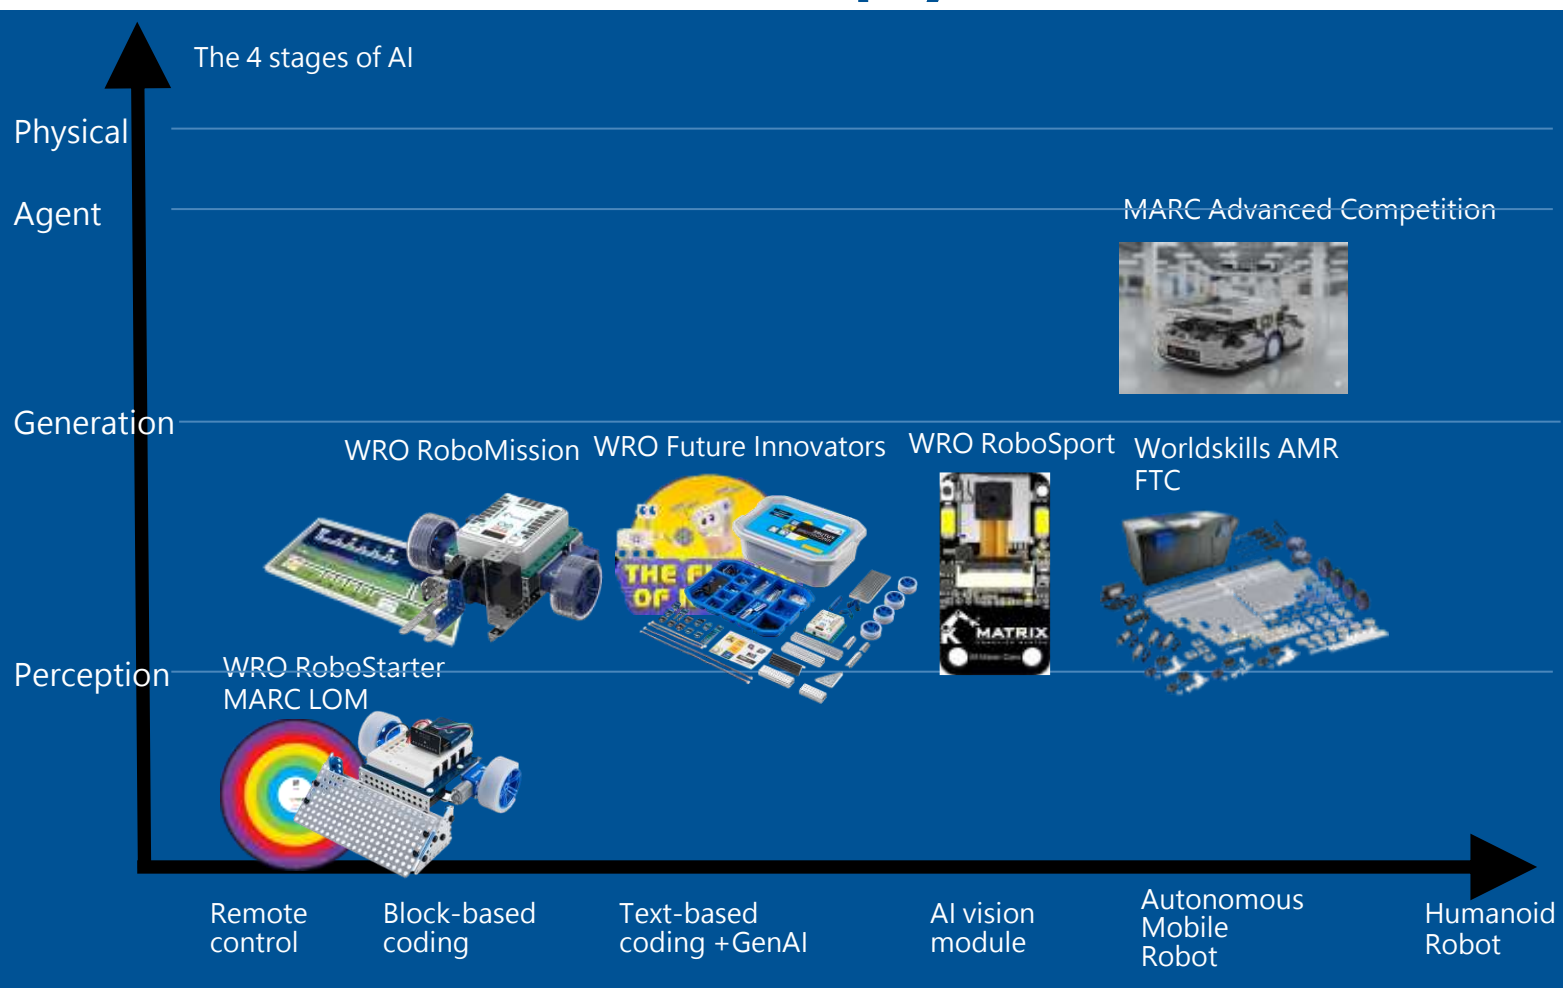 The 4 stages of AI
Physical
Agent
MARC Advanced Competition
Generation
WRO RoboMission
WRO Future Innovators
WRO RoboSport
Worldskills AMR
FTC
THE
OF
MATRIX
Perception
WRO RoboStarter
MARC LOM
Remote
control
Block-based
coding
Text-based
coding +GenAI
AI vision
module
Autonomous
Mobile
Robot
Humanoid
Robot